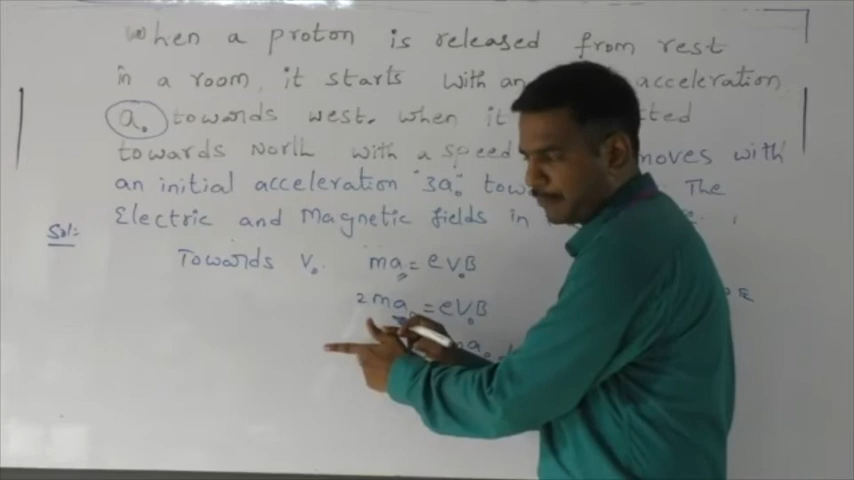 When a proton is released from rest
in a room, it starts with an acceleration
a₀ towards west. when it
towards North with a speed moves with
an initial acceleration "3a₀" The
Electric and Magnetic fields in
Sol:-
Towards V₀ ma = eV₀B
2ma₀ = eV₀B